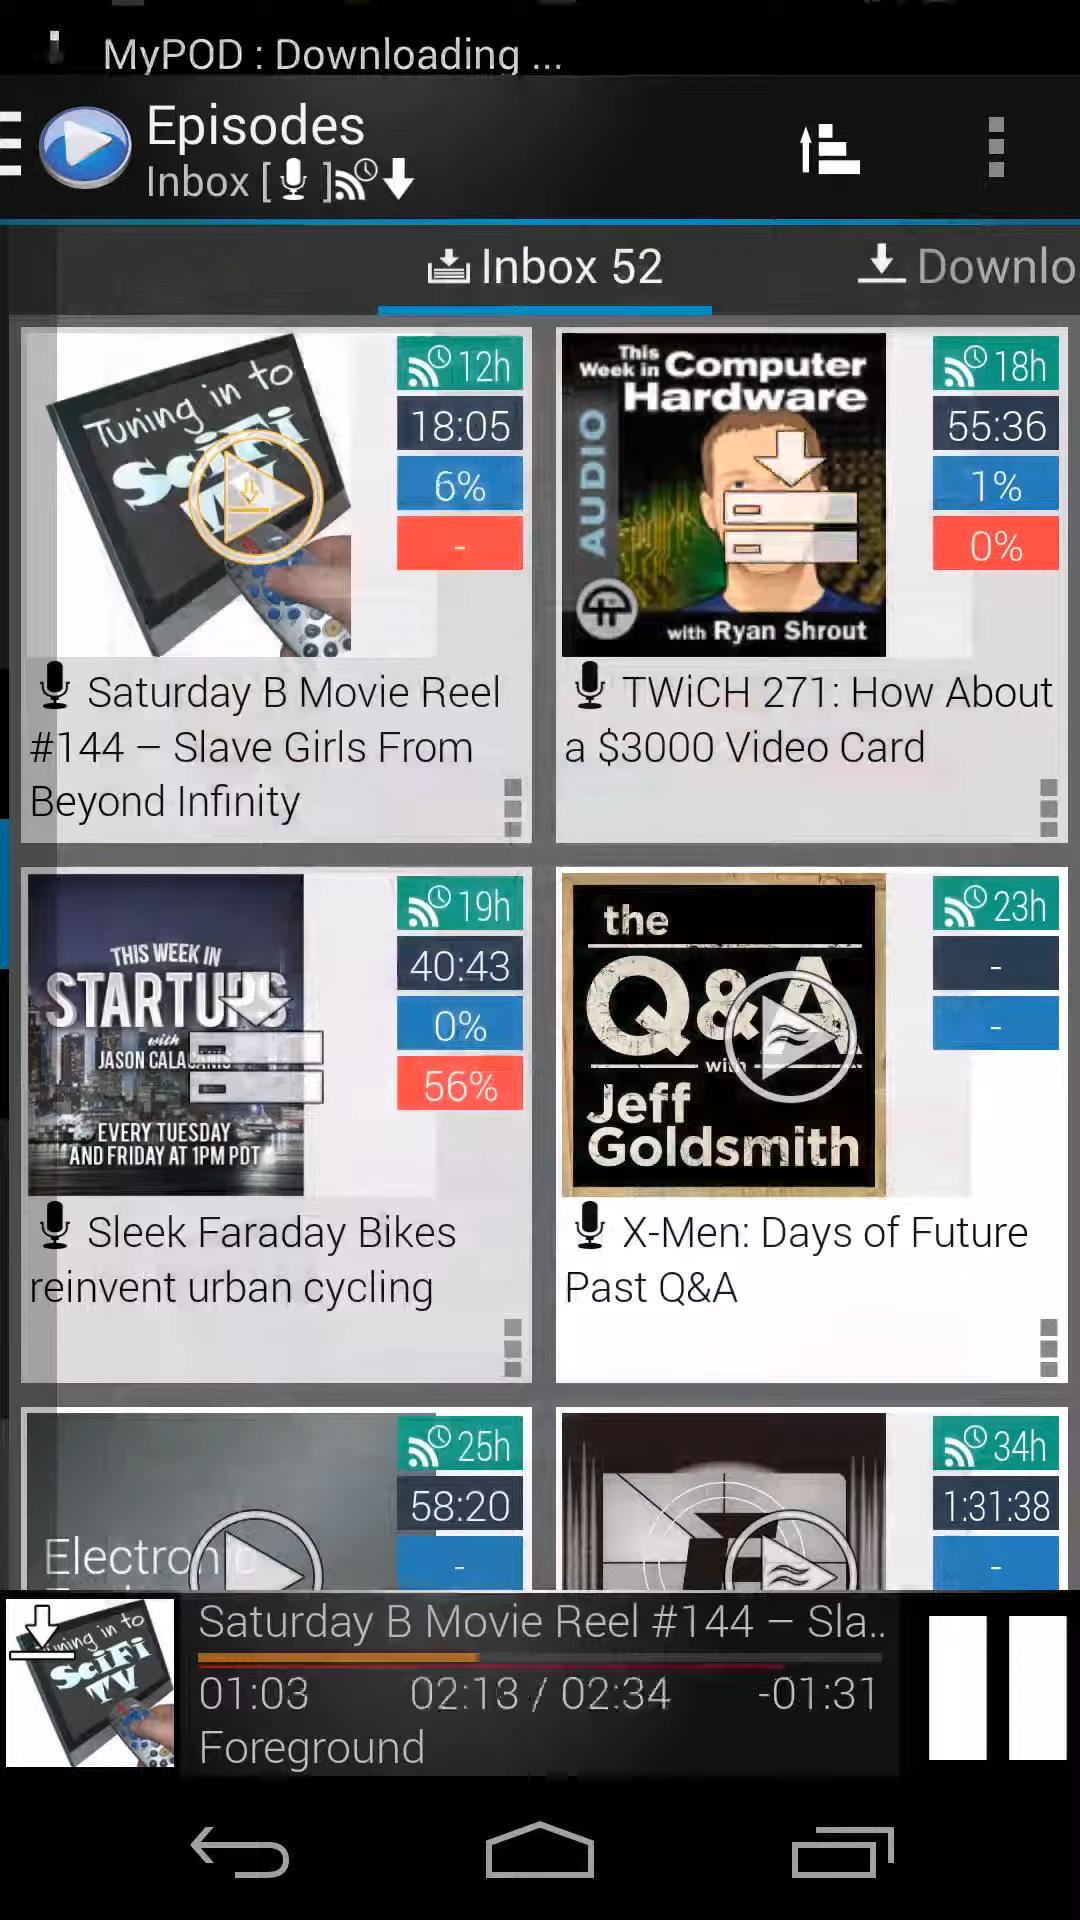 MyPOD : Downloading ...
Episodes
Inbox [ ]
Inbox 52
Downlo
Tuning in to
SciFi
12h
18:05
6%
-
This
Week in Computer
Hardware
AUDIO
with Ryan Shrout
18h
55:36
1%
0%
Saturday B Movie Reel
#144 – Slave Girls From
Beyond Infinity
TWiCH 271: How About
a $3000 Video Card
THIS WEEK IN
STARTUPS
with
JASON CALACANIS
EVERY TUESDAY
AND FRIDAY AT 1PM PDT
19h
40:43
0%
56%
the
Q&A
with
Jeff
Goldsmith
23h
-
-
Sleek Faraday Bikes
reinvent urban cycling
X-Men: Days of Future
Past Q&A
Electronic
25h
58:20
-
34h
1:31:38
-
Tuning in to
SciFi
TV
Saturday B Movie Reel #144 – Sla..
01:03
02:13 / 02:34
-01:31
Foreground